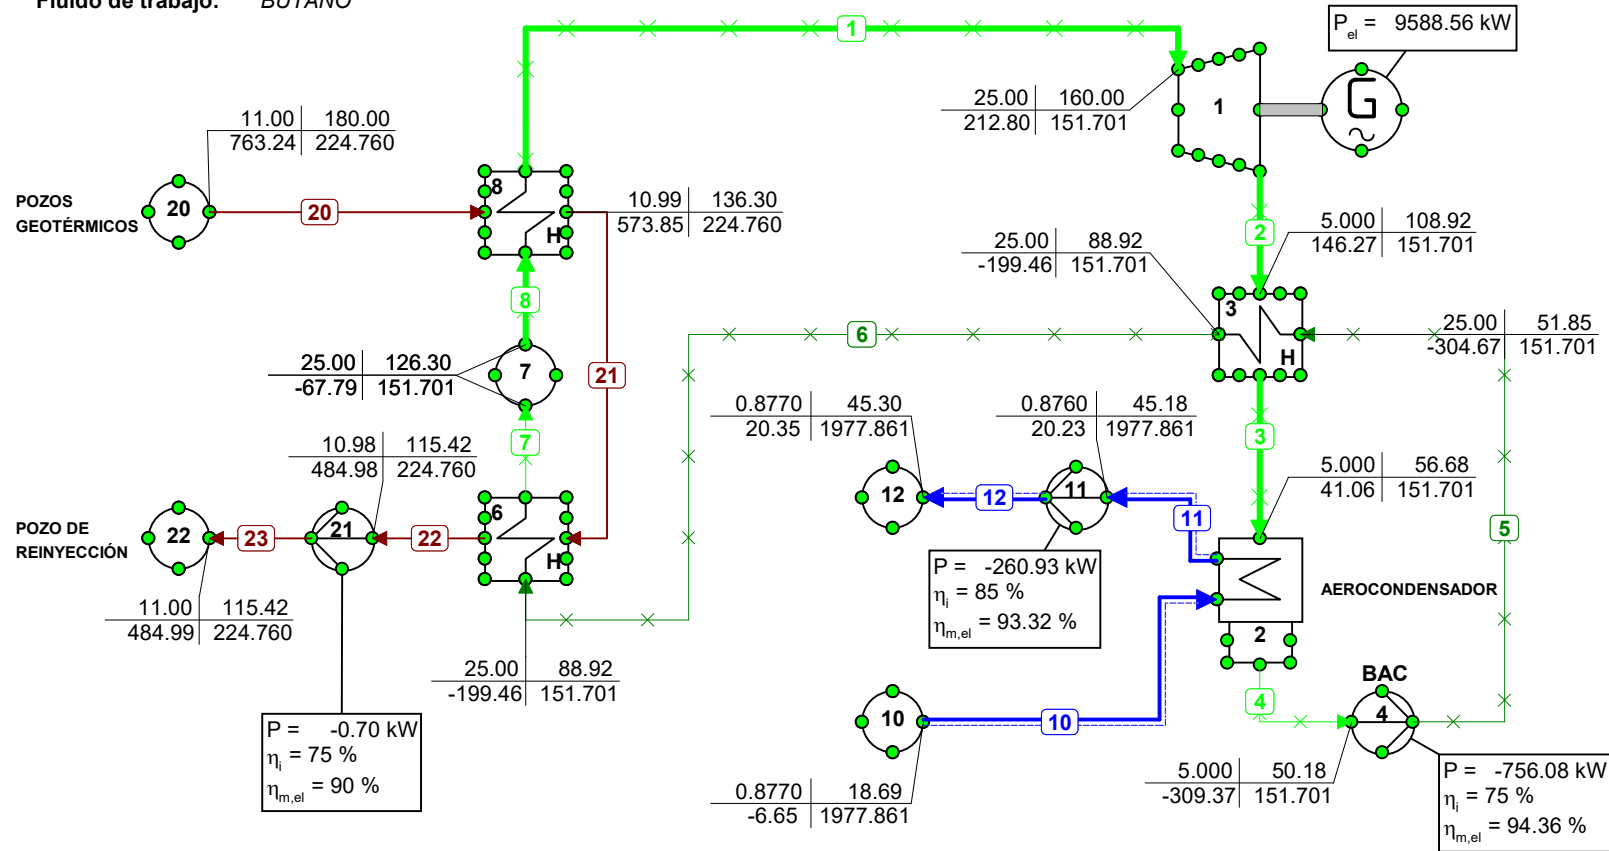 Fluido de trabajo: BUTANO
P_el = 9588.56 kW
1
G
25.00 160.00
212.80 151.701
1
11.00 180.00
763.24 224.760
POZOS
GEOTÉRMICOS
20
20
8
H
10.99 136.30
573.85 224.760
2
5.000 108.92
146.27 151.701
25.00 88.92
-199.46 151.701
8
3
H
6
25.00 51.85
-304.67 151.701
25.00 126.30
-67.79 151.701
7
21
0.8770 45.30
20.35 1977.861
0.8760 45.18
20.23 1977.861
7
3
10.98 115.42
484.98 224.760
5.000 56.68
41.06 151.701
POZO DE
REINYECCIÓN
22
23
21
22
6
H
12
12
11
11
5
P = -260.93 kW
η_i = 85 %
η_m,el = 93.32 %
AEROCONDENSADOR
2
11.00 115.42
484.99 224.760
25.00 88.92
-199.46 151.701
BAC
4
4
10
10
P = -0.70 kW
η_i = 75 %
η_m,el = 90 %
0.8770 18.69
-6.65 1977.861
5.000 50.18
-309.37 151.701
P = -756.08 kW
η_i = 75 %
η_m,el = 94.36 %